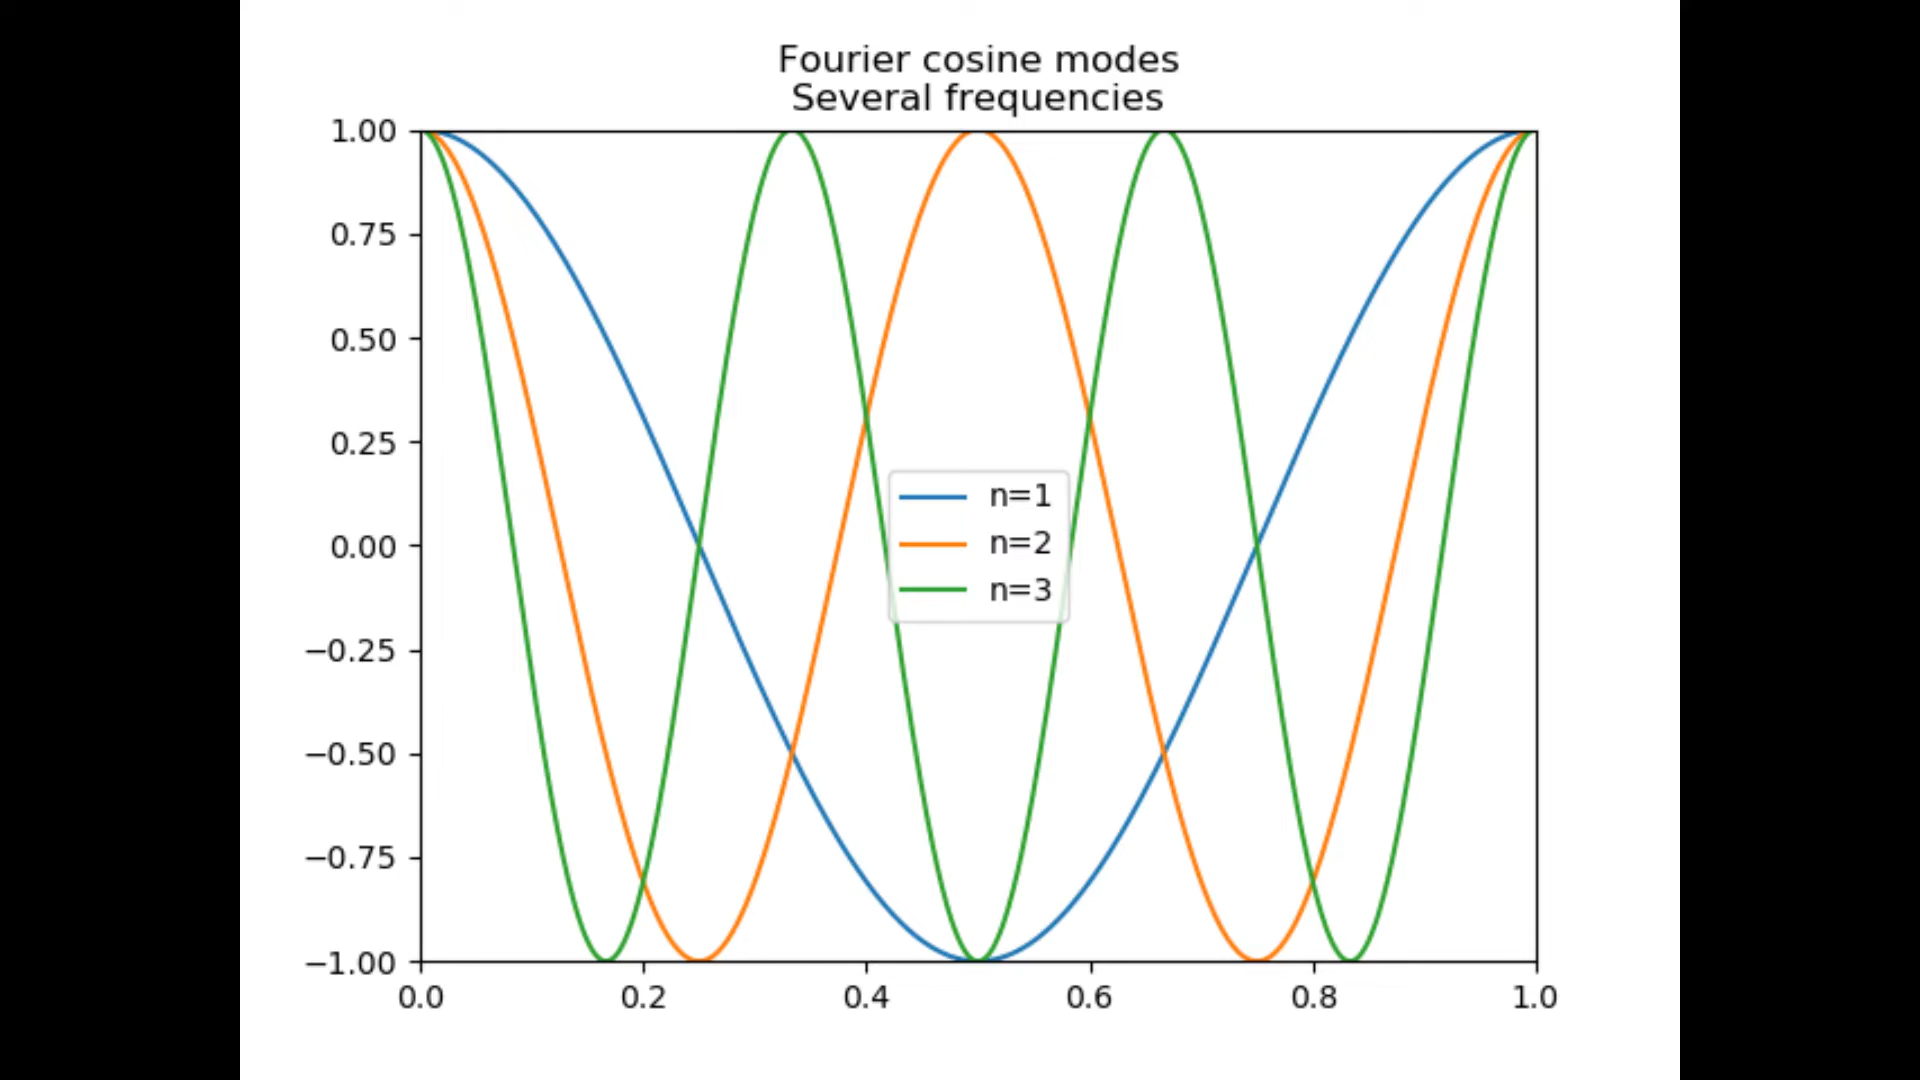 Fourier cosine modes
Several frequencies
1.00
0.75
0.50
0.25
0.00
−0.25
−0.50
−0.75
−1.00
n=1
n=2
n=3
0.0 0.2 0.4 0.6 0.8 1.0